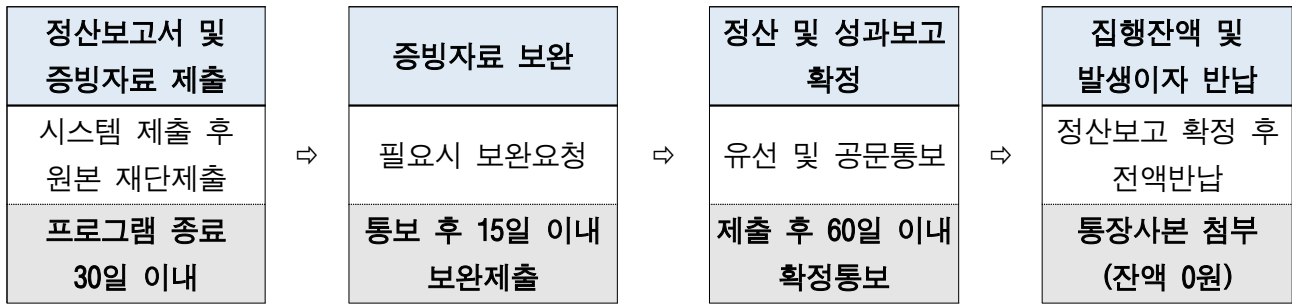 정산보고서 및
증빙자료 제출
시스템 제출 후
원본 재단제출
프로그램 종료
30일 이내
⇨
증빙자료 보완
필요시 보완요청
통보 후 15일 이내
보완제출
⇨
정산 및 성과보고
확정
유선 및 공문통보
제출 후 60일 이내
확정통보
⇨
집행잔액 및
발생이자 반납
정산보고 확정 후
전액반납
통장사본 첨부
(잔액 0원)